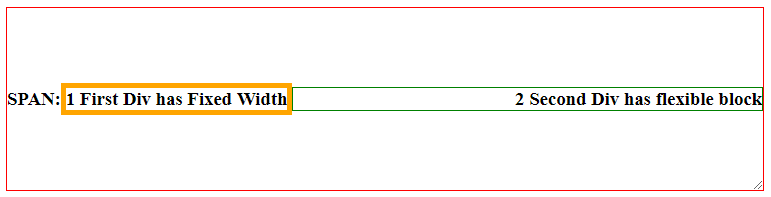 SPAN: 1 First Div has Fixed Width 2 Second Div has flexible block